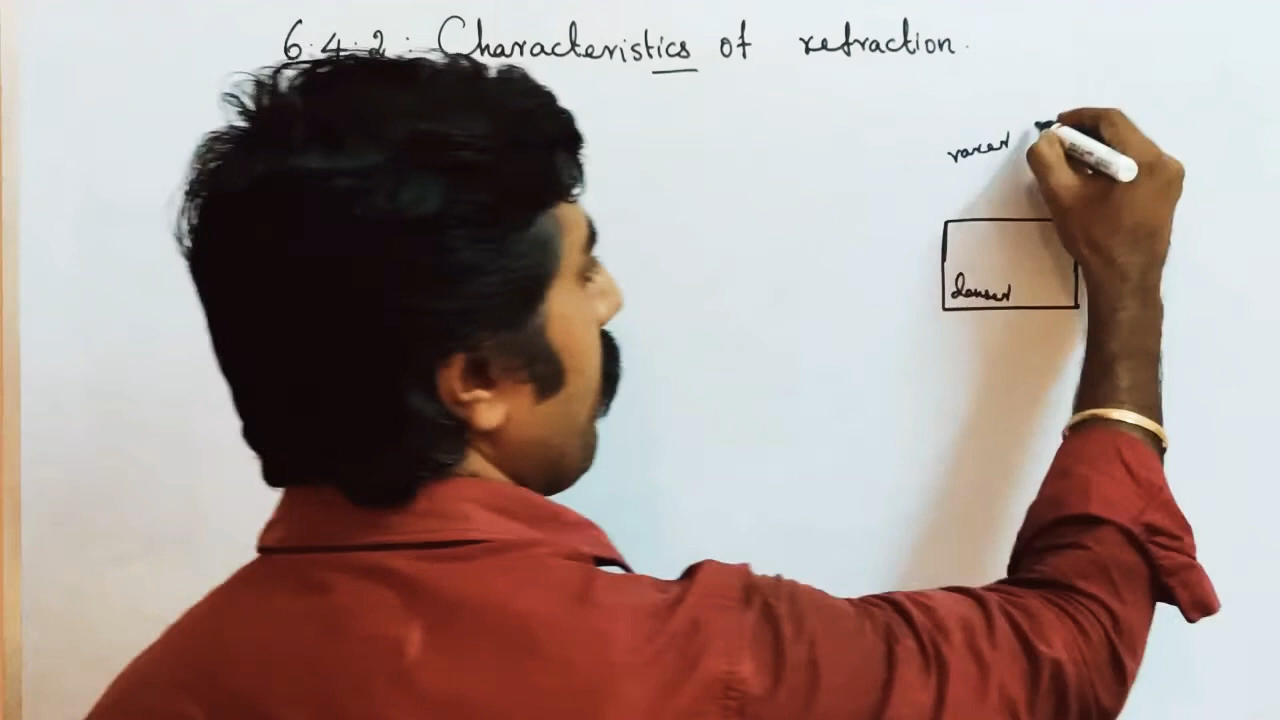 6.4.2: Characteristics of refraction.
rarer
denser